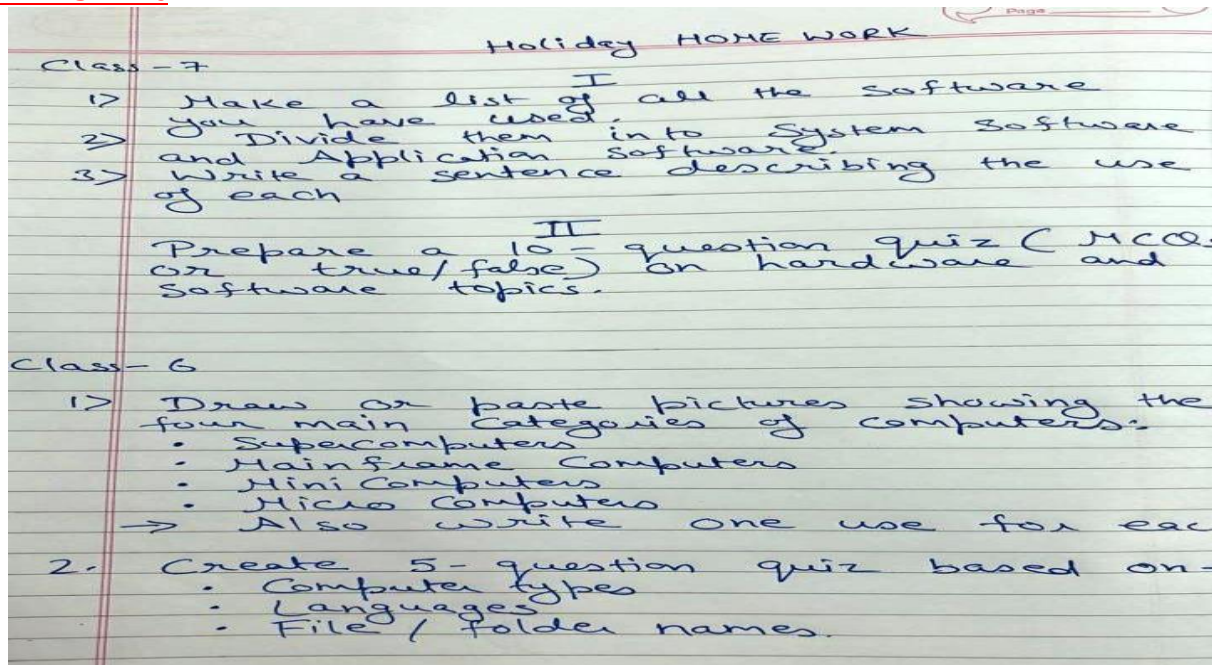 Page
Holiday HOME WORK
Class - 7
I
1> Make a list of all the software
you have used.
2> Divide them into System Software
and Application software.
3> Write a sentence describing the use
of each
II
Prepare a 10 - question quiz ( MCQ.
or true/false) on hardware and
Software topics.
Class - 6
1> Draw or paste pictures showing the
four main categories of computers:
• Supercomputers
• Mainframe Computers
• Mini Computers
• Micro Computers
→ Also write one use for eac
2. Create 5 - question quiz based on -
• Computer types
• Languages
• File / folder names.